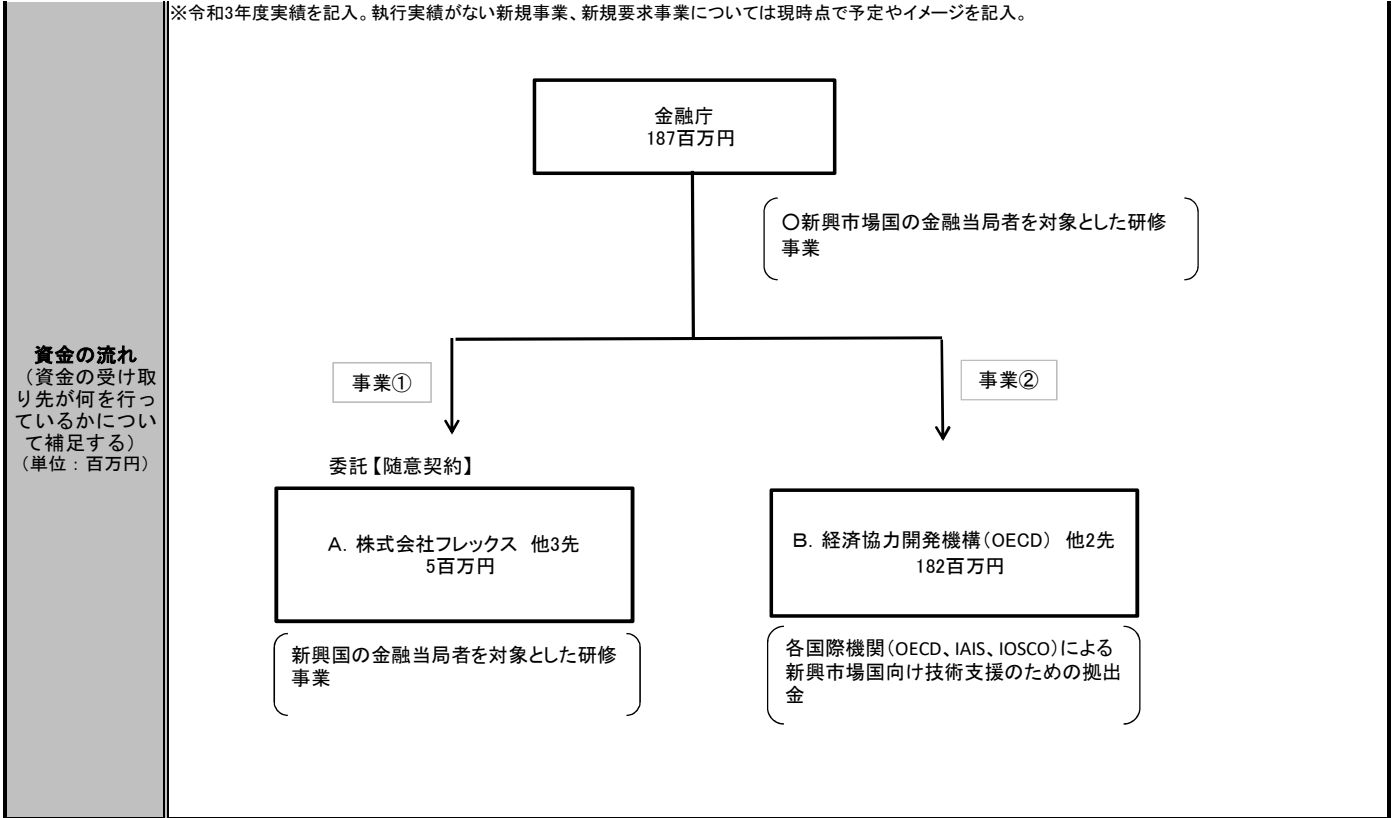 ※令和3年度実績を記入。執行実績がない新規事業、新規要求事業については現時点で予定やイメージを記入。
資金の流れ
（資金の受け取
り先が何を行っ
ているかについ
て補足する）
（単位：百万円）
金融庁
187百万円
〇新興市場国の金融当局者を対象とした研修
事業
事業①
事業②
委託【随意契約】
A．株式会社フレックス　他3先
5百万円
B．経済協力開発機構（OECD）　他2先
182百万円
新興国の金融当局者を対象とした研修
事業
各国際機関（OECD、IAIS、IOSCO）による
新興市場国向け技術支援のための拠出
金